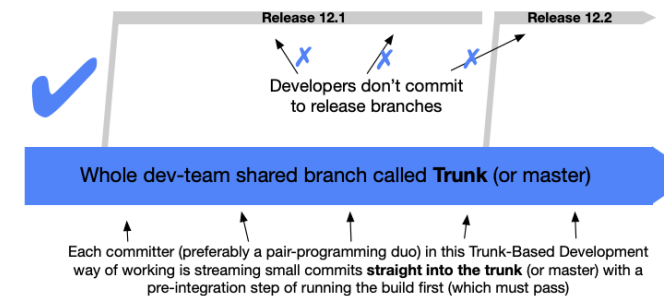 Release 12.1
Release 12.2
Developers don't commit
to release branches
Whole dev-team shared branch called Trunk (or master)
Each committer (preferably a pair-programming duo) in this Trunk-Based Development
way of working is streaming small commits straight into the trunk (or master) with a
pre-integration step of running the build first (which must pass)